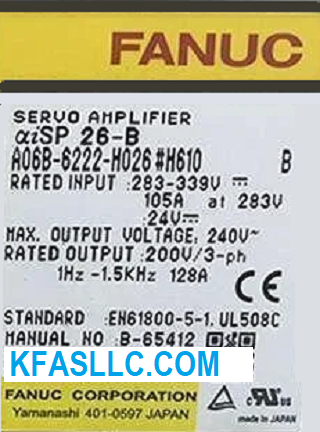 FANUC
SERVO AMPLIFIER
αiSP 26-B
A06B-6222-H026#H610 B
RATED INPUT :283-339V ⎓
105A at 283V
:24V⎓
MAX. OUTPUT VOLTAGE, 240V~
RATED OUTPUT :200V/3-ph
1Hz -1.5KHz 128A
CE
STANDARD :EN61800-5-1, UL508C
MANUAL NO :B-65412
KFASLLC.COM
FANUC CORPORATION
Yamanashi 401-0597 JAPAN
c RU us
made in JAPAN